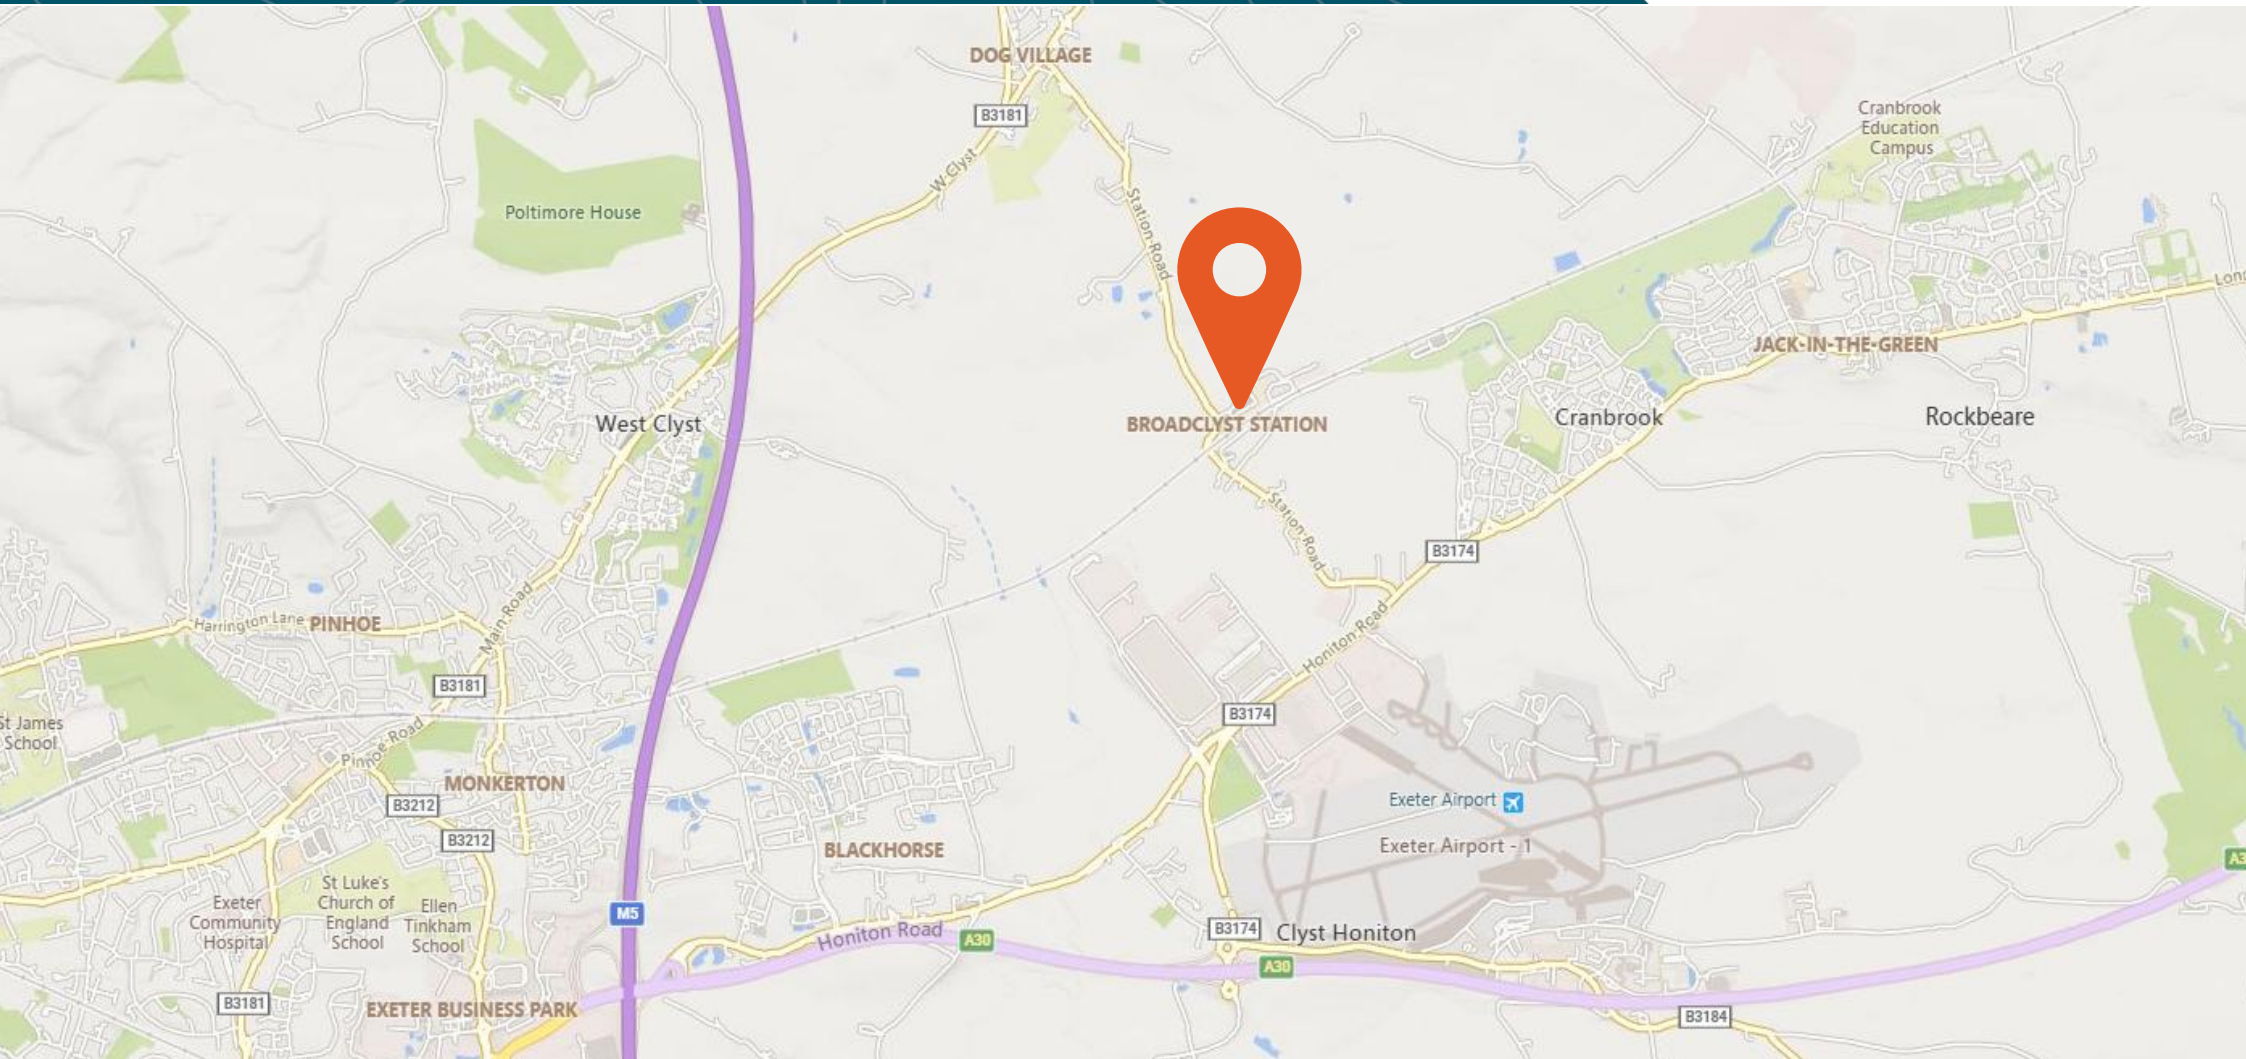 DOG VILLAGE
B3181
W Clyst
Station Road
Poltimore House
Cranbrook
Education
Campus
JACK-IN-THE-GREEN
West Clyst
BROADCLYST STATION
Cranbrook
Rockbeare
Station Road
B3174
Harrington Lane
PINHOE
Main Road
Honiton Road
B3181
B3174
St James
School
Pinhoe Road
MONKERTON
B3212
B3212
Exeter Airport
Exeter Airport - 1
BLACKHORSE
St Luke's
Church of
England
School
Exeter
Community
Hospital
Ellen
Tinkham
School
M5
Honiton Road
A30
B3174
Clyst Honiton
A30
B3181
EXETER BUSINESS PARK
B3184